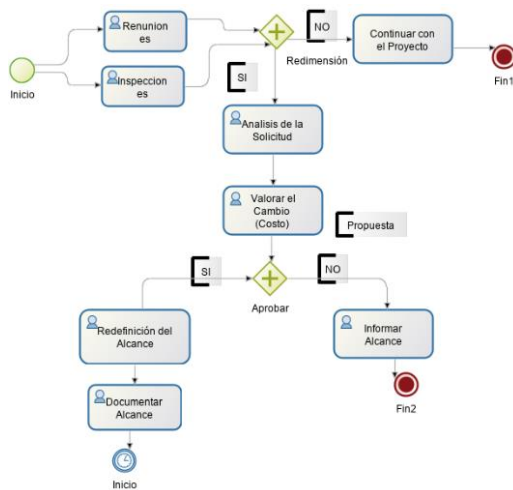 Renunion
es
NO
Continuar con
el Proyecto
Redimensión
Inicio
Inspeccion
es
SI
Fin1
Analisis de la
Solicitud
Valorar el
Cambio
(Costo)
Propuesta
SI
NO
Aprobar
Redefinición del
Alcance
Informar
Alcance
Documentar
Alcance
Fin2
Inicio